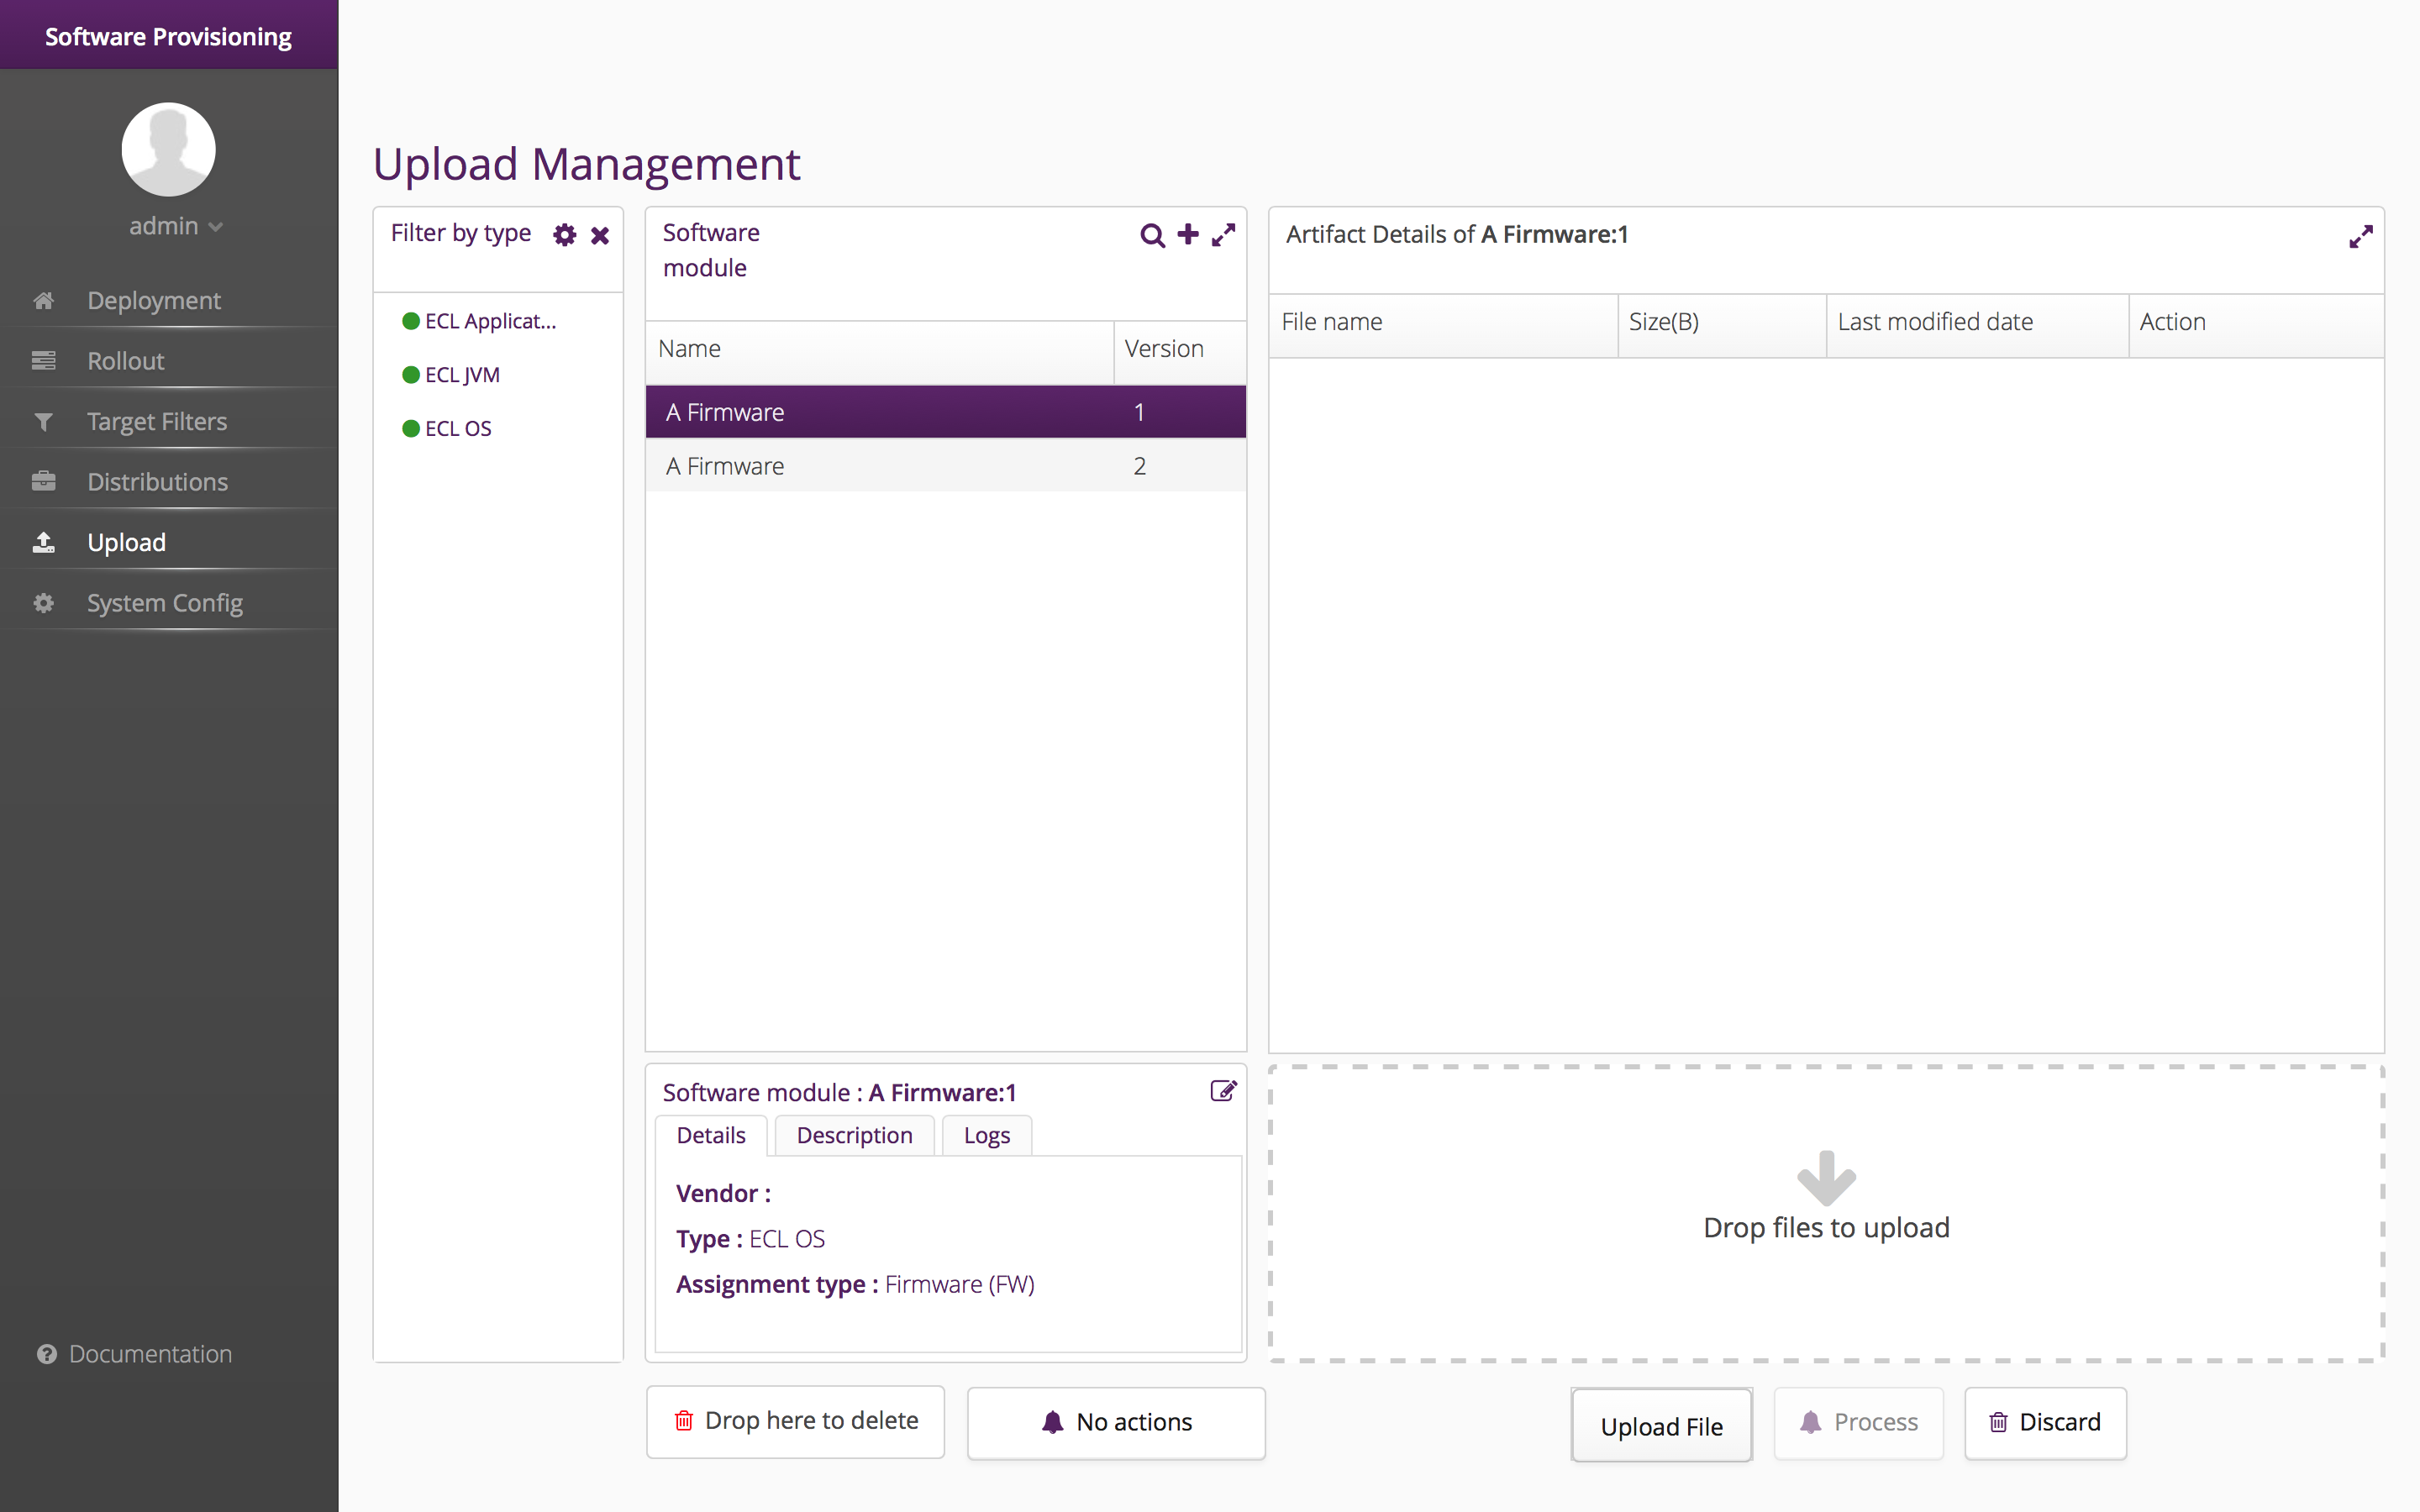 Software Provisioning
admin
Deployment
Rollout
Target Filters
Distributions
Upload
System Config
Documentation
Upload Management
Filter by type
ECL Applicat...
ECL JVM
ECL OS
Software
module
Name Version
A Firmware 1
A Firmware 2
Software module : A Firmware:1
Details Description Logs
Vendor :
Type : ECL OS
Assignment type : Firmware (FW)
Drop here to delete
No actions
Artifact Details of A Firmware:1
File name Size(B) Last modified date Action
Drop files to upload
Upload File
Process
Discard